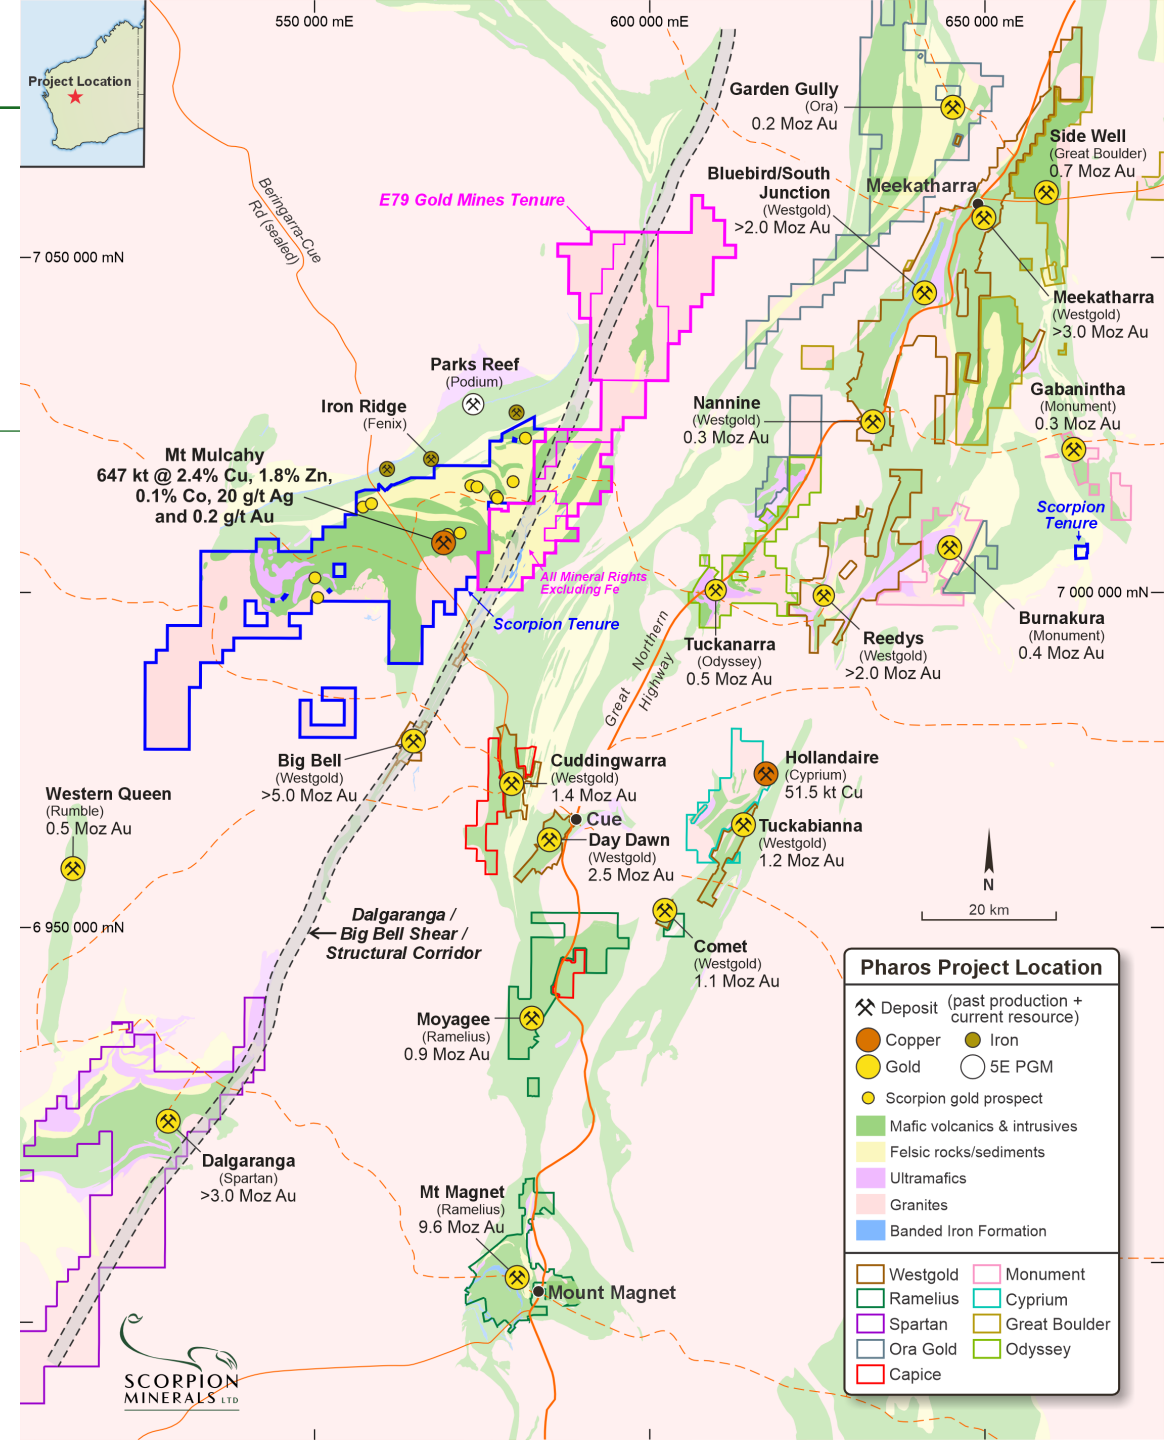 550 000 mE
600 000 mE
650 000 mE
Project Location
Garden Gully
(Ora)
0.2 Moz Au
Side Well
(Great Boulder)
0.7 Moz Au
Bluebird/South
Junction
(Westgold)
>2.0 Moz Au
Meekatharra
Beringarra-Cue
Rd (sealed)
E79 Gold Mines Tenure
7 050 000 mN
Meekatharra
(Westgold)
>3.0 Moz Au
Parks Reef
(Podium)
Iron Ridge
(Fenix)
Nannine
(Westgold)
0.3 Moz Au
Gabanintha
(Monument)
0.3 Moz Au
Mt Mulcahy
647 kt @ 2.4% Cu, 1.8% Zn,
0.1% Co, 20 g/t Ag
and 0.2 g/t Au
Scorpion
Tenure
All Mineral Rights
Excluding Fe
7 000 000 mN
Scorpion Tenure
Burnakura
(Monument)
0.4 Moz Au
Tuckanarra
(Odyssey)
0.5 Moz Au
Reedys
(Westgold)
>2.0 Moz Au
Great Northern
Highway
Big Bell
(Westgold)
>5.0 Moz Au
Cuddingwarra
(Westgold)
1.4 Moz Au
Hollandaire
(Cyprium)
51.5 kt Cu
Western Queen
(Rumble)
0.5 Moz Au
Cue
Day Dawn
(Westgold)
2.5 Moz Au
Tuckabianna
(Westgold)
1.2 Moz Au
N
20 km
Dalgaranga /
Big Bell Shear /
Structural Corridor
6 950 000 mN
Comet
(Westgold)
1.1 Moz Au
Moyagee
(Ramelius)
0.9 Moz Au
Dalgaranga
(Spartan)
>3.0 Moz Au
Mt Magnet
(Ramelius)
9.6 Moz Au
Mount Magnet
Pharos Project Location
Deposit (past production +
current resource)
Copper
Iron
Gold
5E PGM
Scorpion gold prospect
Mafic volcanics & intrusives
Felsic rocks/sediments
Ultramafics
Granites
Banded Iron Formation
Westgold
Monument
Ramelius
Cyprium
Spartan
Great Boulder
Ora Gold
Odyssey
Capice
SCORPION
MINERALS LTD